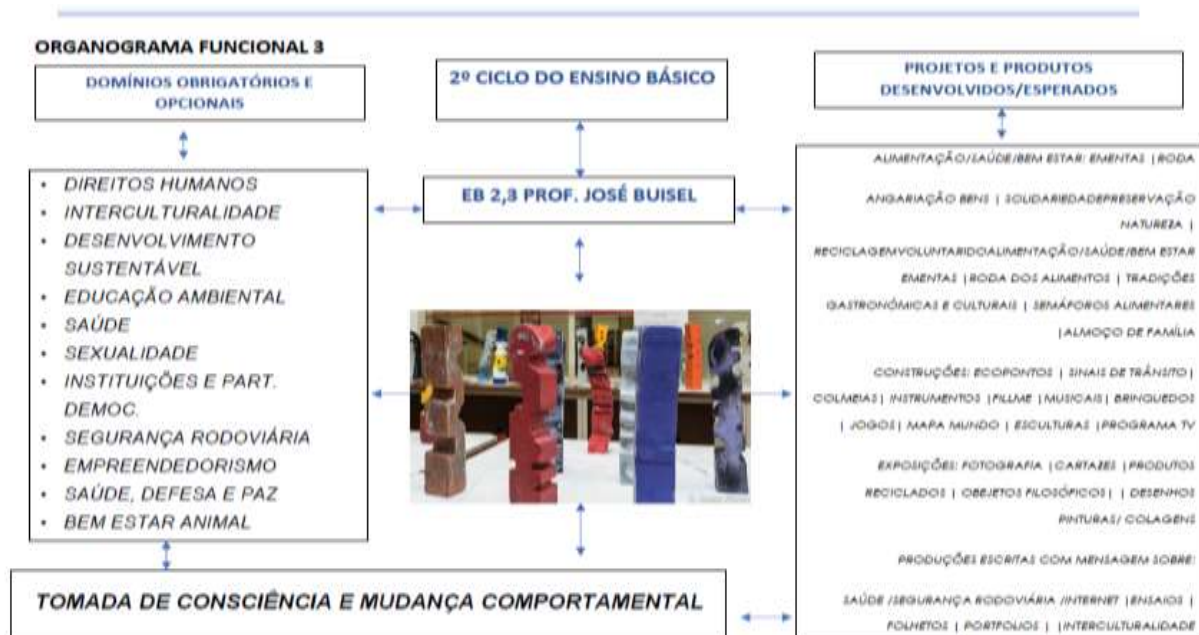 ORGANOGRAMA FUNCIONAL 3
DOMÍNIOS OBRIGATÓRIOS E
OPCIONAIS
2º CICLO DO ENSINO BÁSICO
PROJETOS E PRODUTOS
DESENVOLVIDOS/ESPERADOS
• DIREITOS HUMANOS
• INTERCULTURALIDADE
• DESENVOLVIMENTO
SUSTENTÁVEL
• EDUCAÇÃO AMBIENTAL
• SAÚDE
• SEXUALIDADE
• INSTITUIÇÕES E PART.
DEMOC.
• SEGURANÇA RODOVIÁRIA
• EMPREENDEDORISMO
• SAÚDE, DEFESA E PAZ
• BEM ESTAR ANIMAL
EB 2,3 PROF. JOSÉ BUISEL
ALIMENTAÇÃO/SAÚDE/BEM ESTAR: EMENTAS |RODA
ANGARIAÇÃO BENS | SOLIDARIEDADEPRESERVAÇÃO
NATUREZA |
RECICLAGEMVOLUNTARIDOALIMENTAÇÃO/SAÚDE/BEM ESTAR
EMENTAS |RODA DOS ALIMENTOS | TRADIÇÕES
GASTRONÓMICAS E CULTURAIS | SEMÁFOROS ALIMENTARES
|ALMOÇO DE FAMÍLIA
CONSTRUÇÕES: ECOPONTOS | SINAIS DE TRÂNSITO|
COLMEIAS| INSTRUMENTOS |FILLME |MUSICAIS| BRINQUEDOS
| JOGOS| MAPA MUNDO | ESCULTURAS |PROGRAMA TV
EXPOSIÇÕES: FOTOGRAFIA |CARTAZES |PRODUTOS
RECICLADOS | OBEJETOS FILOSÓFICOS| | DESENHOS
PINTURAS/ COLAGENS
PRODUÇÕES ESCRITAS COM MENSAGEM SOBRE:
SAÚDE /SEGURANÇA RODOVIÁRIA /INTERNET |ENSAIOS |
FOLHETOS | PORTFOLIOS | |INTERCULTURALIDADE
TOMADA DE CONSCIÊNCIA E MUDANÇA COMPORTAMENTAL